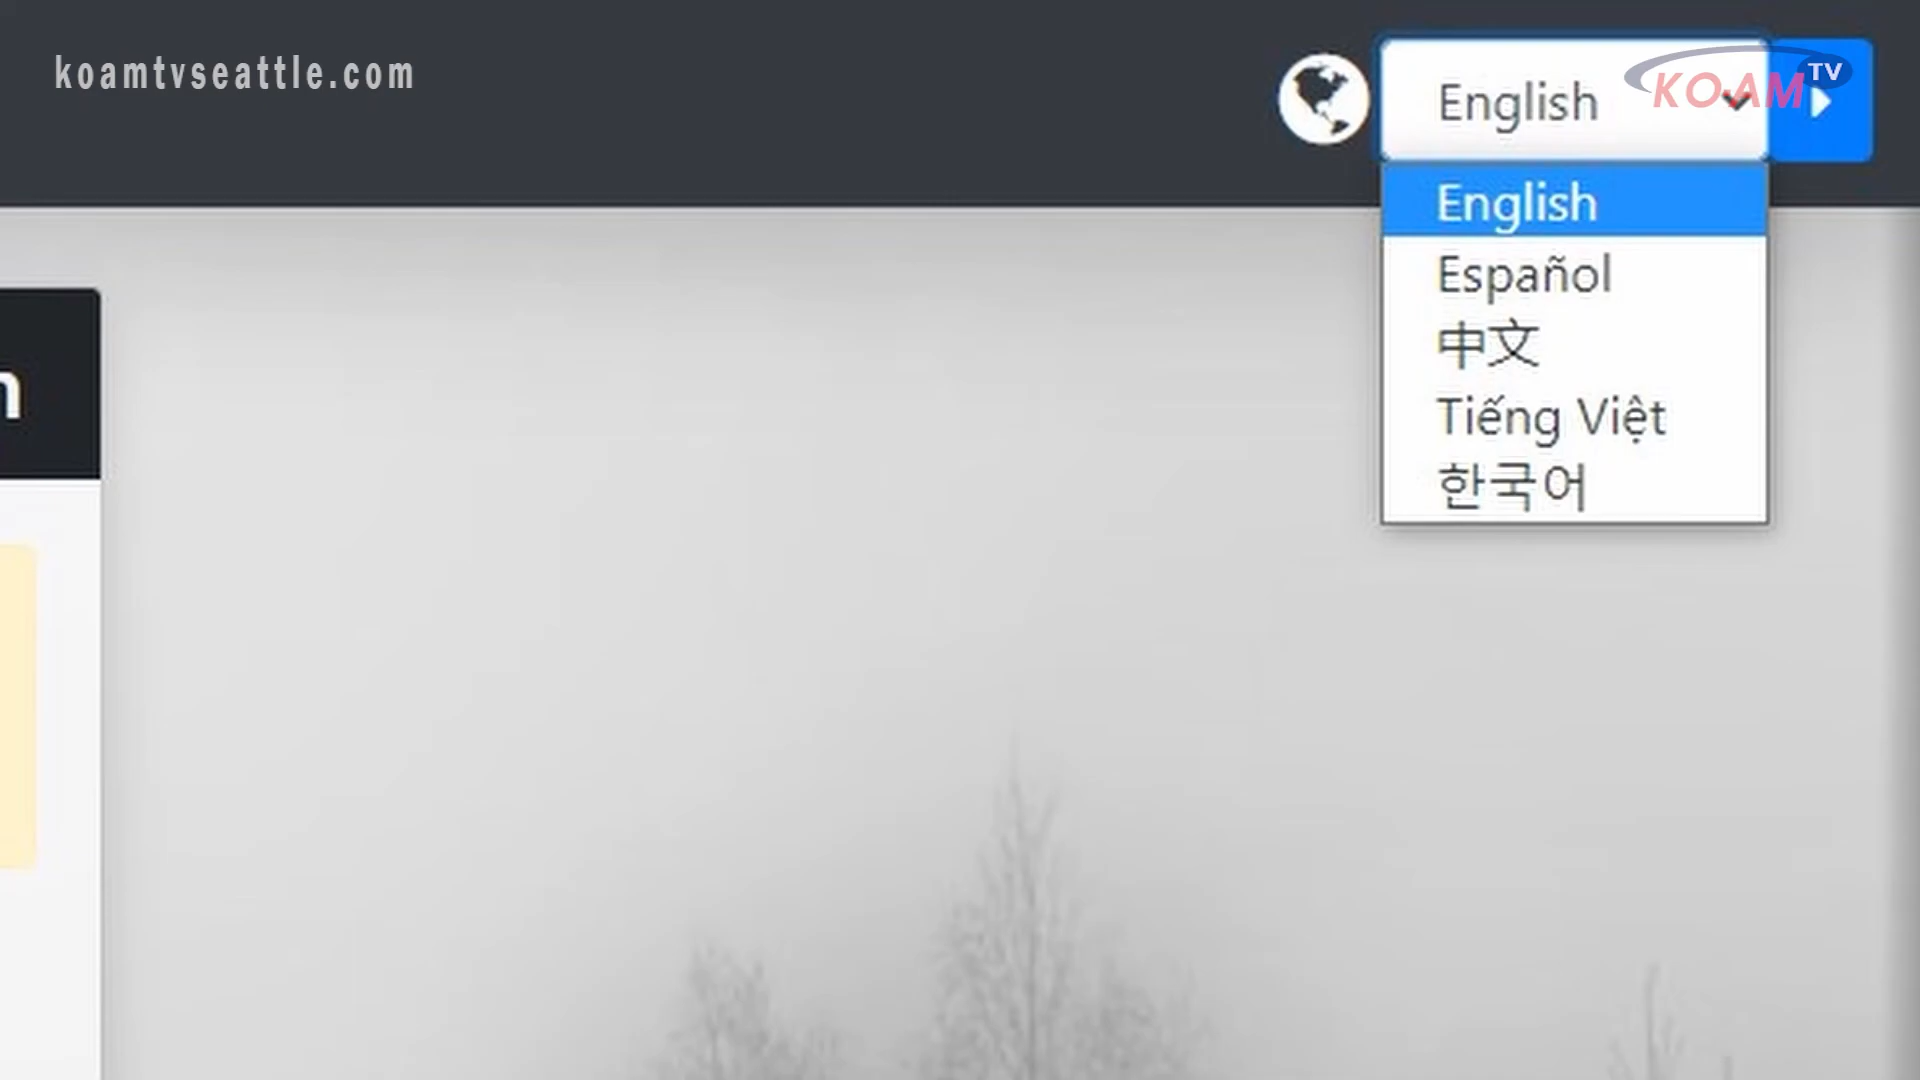 koamtvseattle.com
English
KOAM TV
English
Español
中文
Tiếng Việt
한국어
n